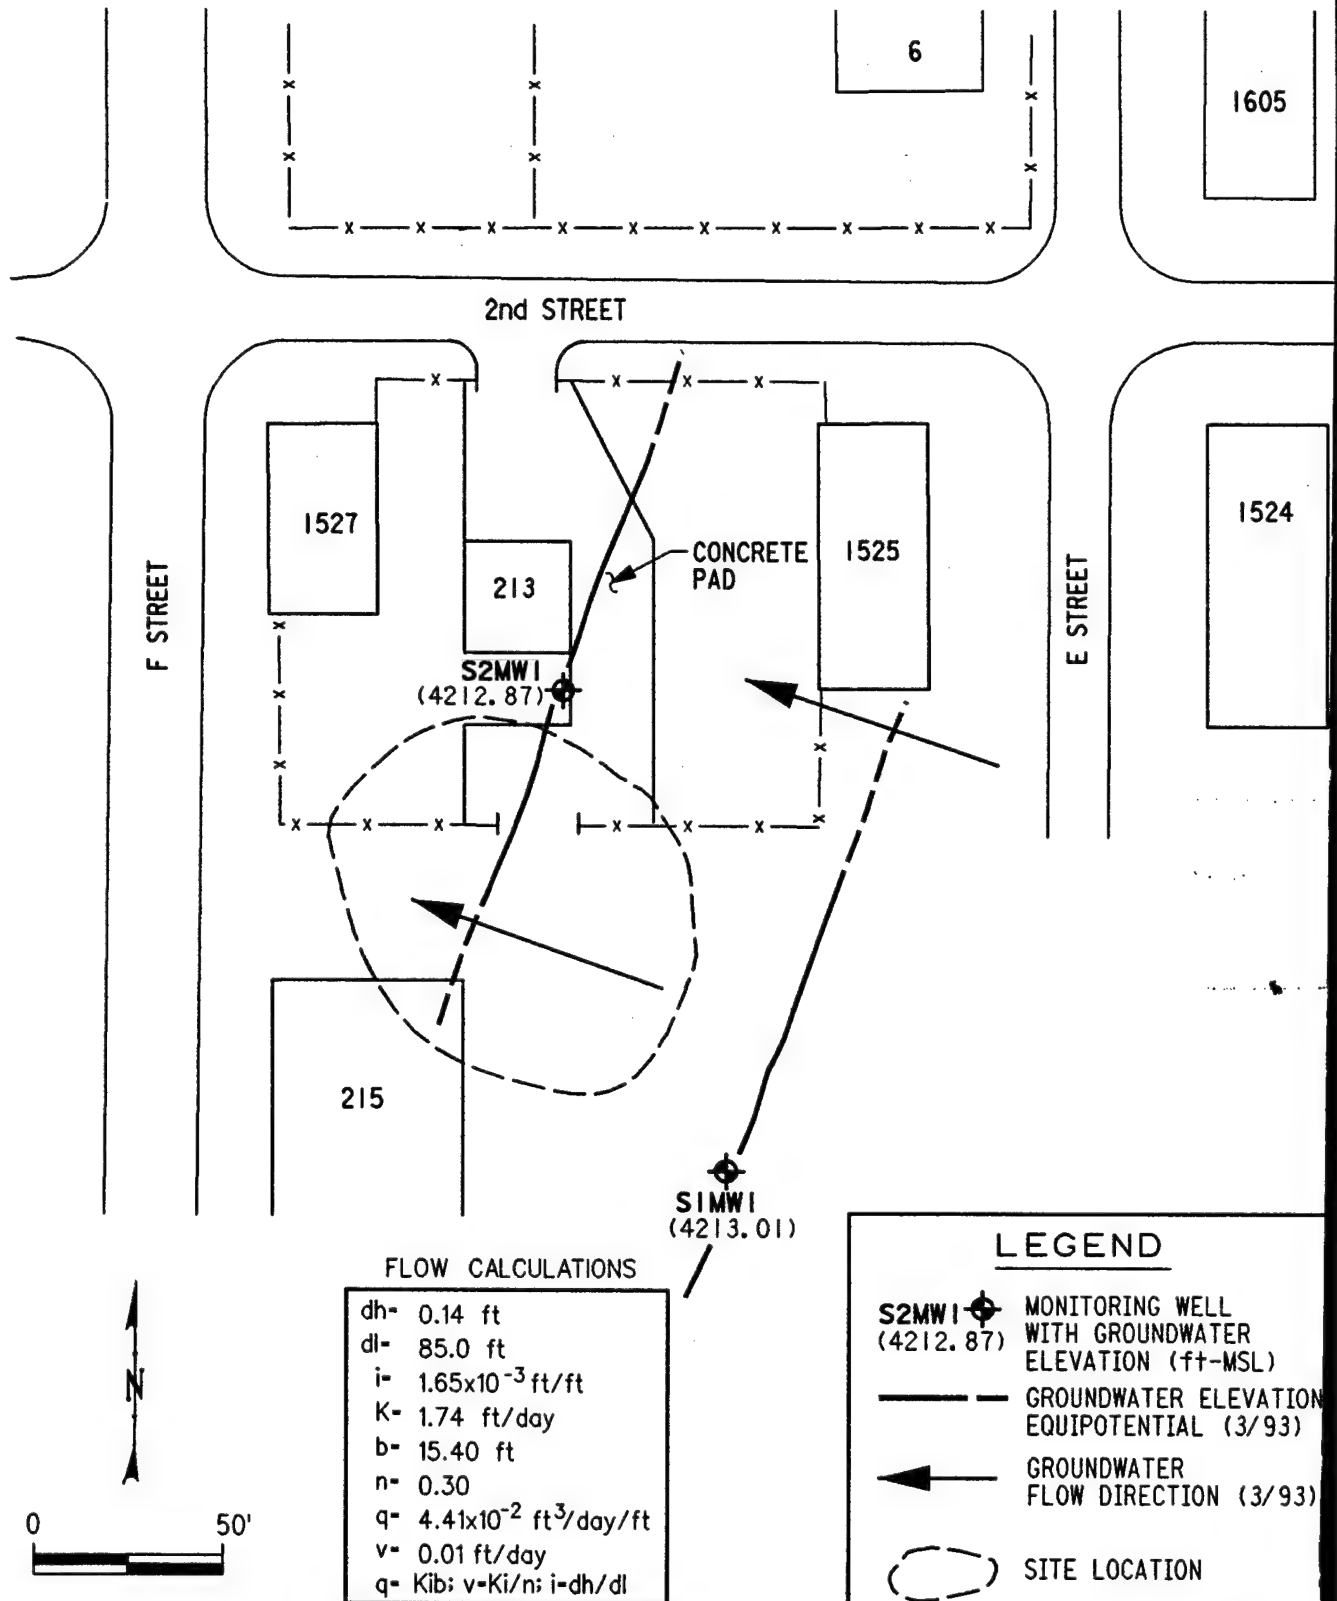 6
1605
2nd STREET
1527
1524
CONCRETE
PAD
1525
213
F STREET
E STREET
S2MW1
(4212.87)
215
S1MW1
(4213.01)
FLOW CALCULATIONS
dh= 0.14 ft
dl= 85.0 ft
i= 1.65x10⁻³ ft/ft
K= 1.74 ft/day
b= 15.40 ft
n= 0.30
q= 4.41x10⁻² ft³/day/ft
v= 0.01 ft/day
q= Kib; v=Ki/n; i=dh/dl
N
0 50'
LEGEND
S2MW1
(4212.87)
MONITORING WELL
WITH GROUNDWATER
ELEVATION (ft-MSL)
GROUNDWATER ELEVATION
EQUIPOTENTIAL (3/93)
GROUNDWATER
FLOW DIRECTION (3/93)
SITE LOCATION